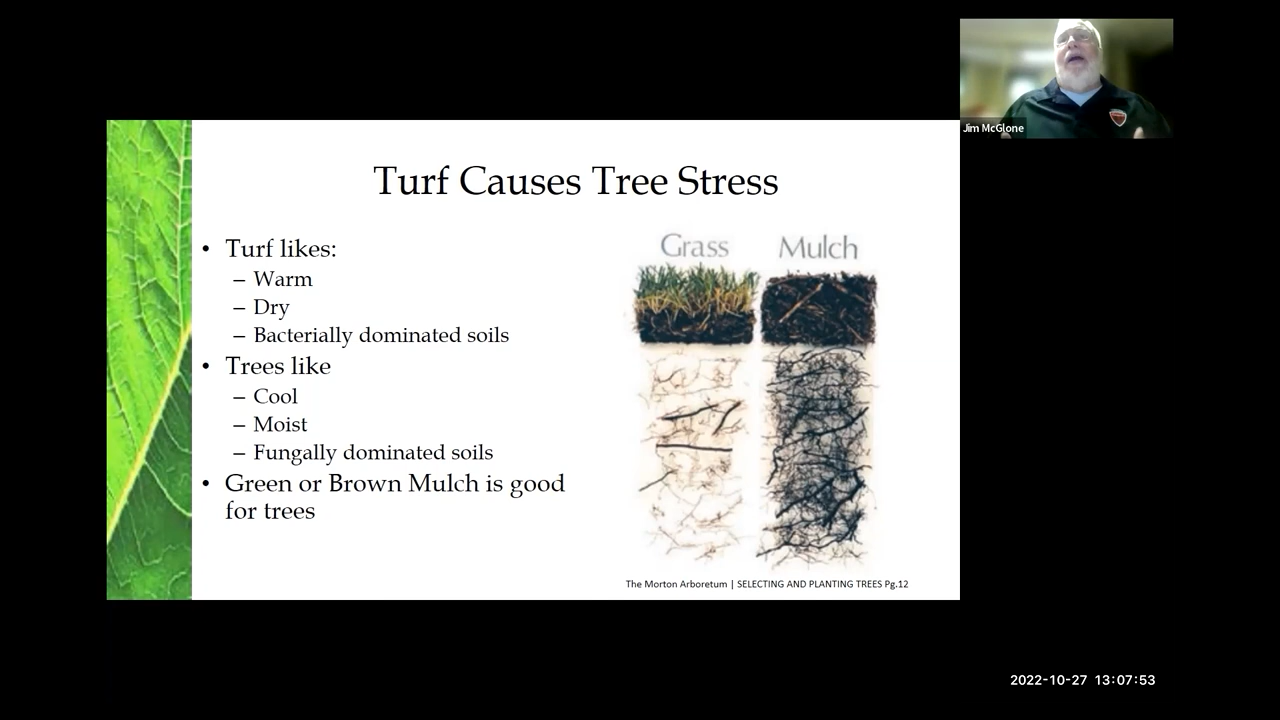 Jim McGlone
Turf Causes Tree Stress
• Turf likes:
– Warm
– Dry
– Bacterially dominated soils
• Trees like
– Cool
– Moist
– Fungally dominated soils
• Green or Brown Mulch is good
for trees
Grass Mulch
The Morton Arboretum | SELECTING AND PLANTING TREES Pg.12
2022-10-27 13:07:53